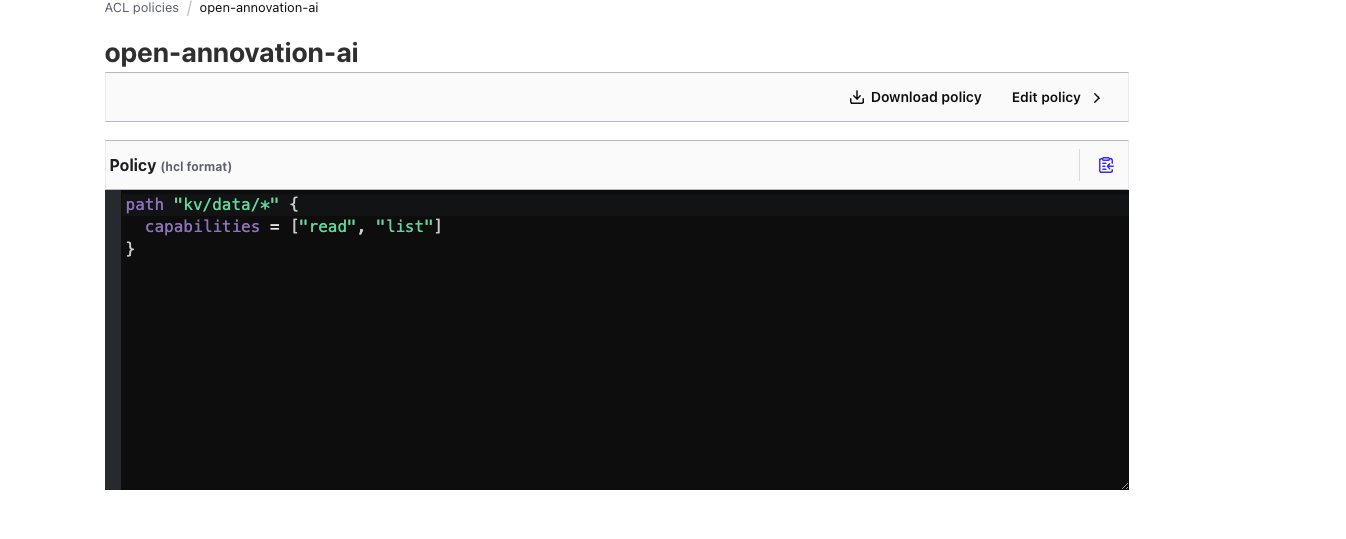 ACL policies / open-annovation-ai
open-annovation-ai
Download policy Edit policy
Policy (hcl format)
path "kv/data/*" {
  capabilities = ["read", "list"]
}